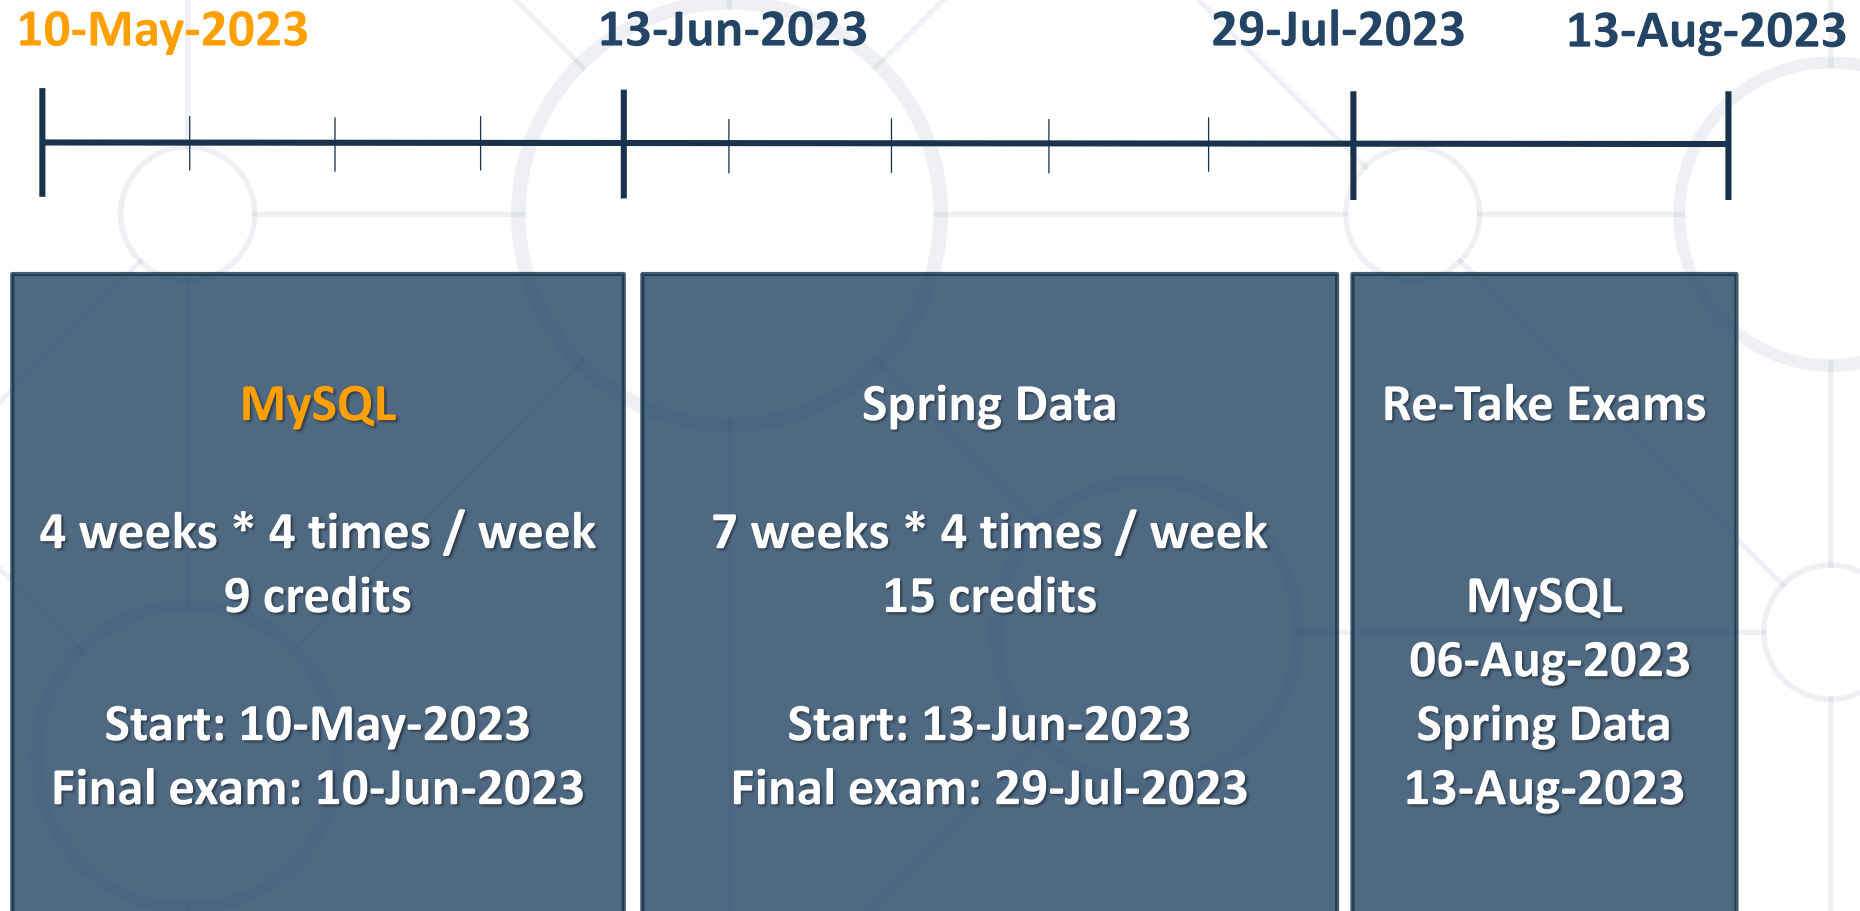 10-May-2023
13-Jun-2023
29-Jul-2023
13-Aug-2023
MySQL
4 weeks * 4 times / week
9 credits
Start: 10-May-2023
Final exam: 10-Jun-2023
Spring Data
7 weeks * 4 times / week
15 credits
Start: 13-Jun-2023
Final exam: 29-Jul-2023
Re-Take Exams
MySQL
06-Aug-2023
Spring Data
13-Aug-2023